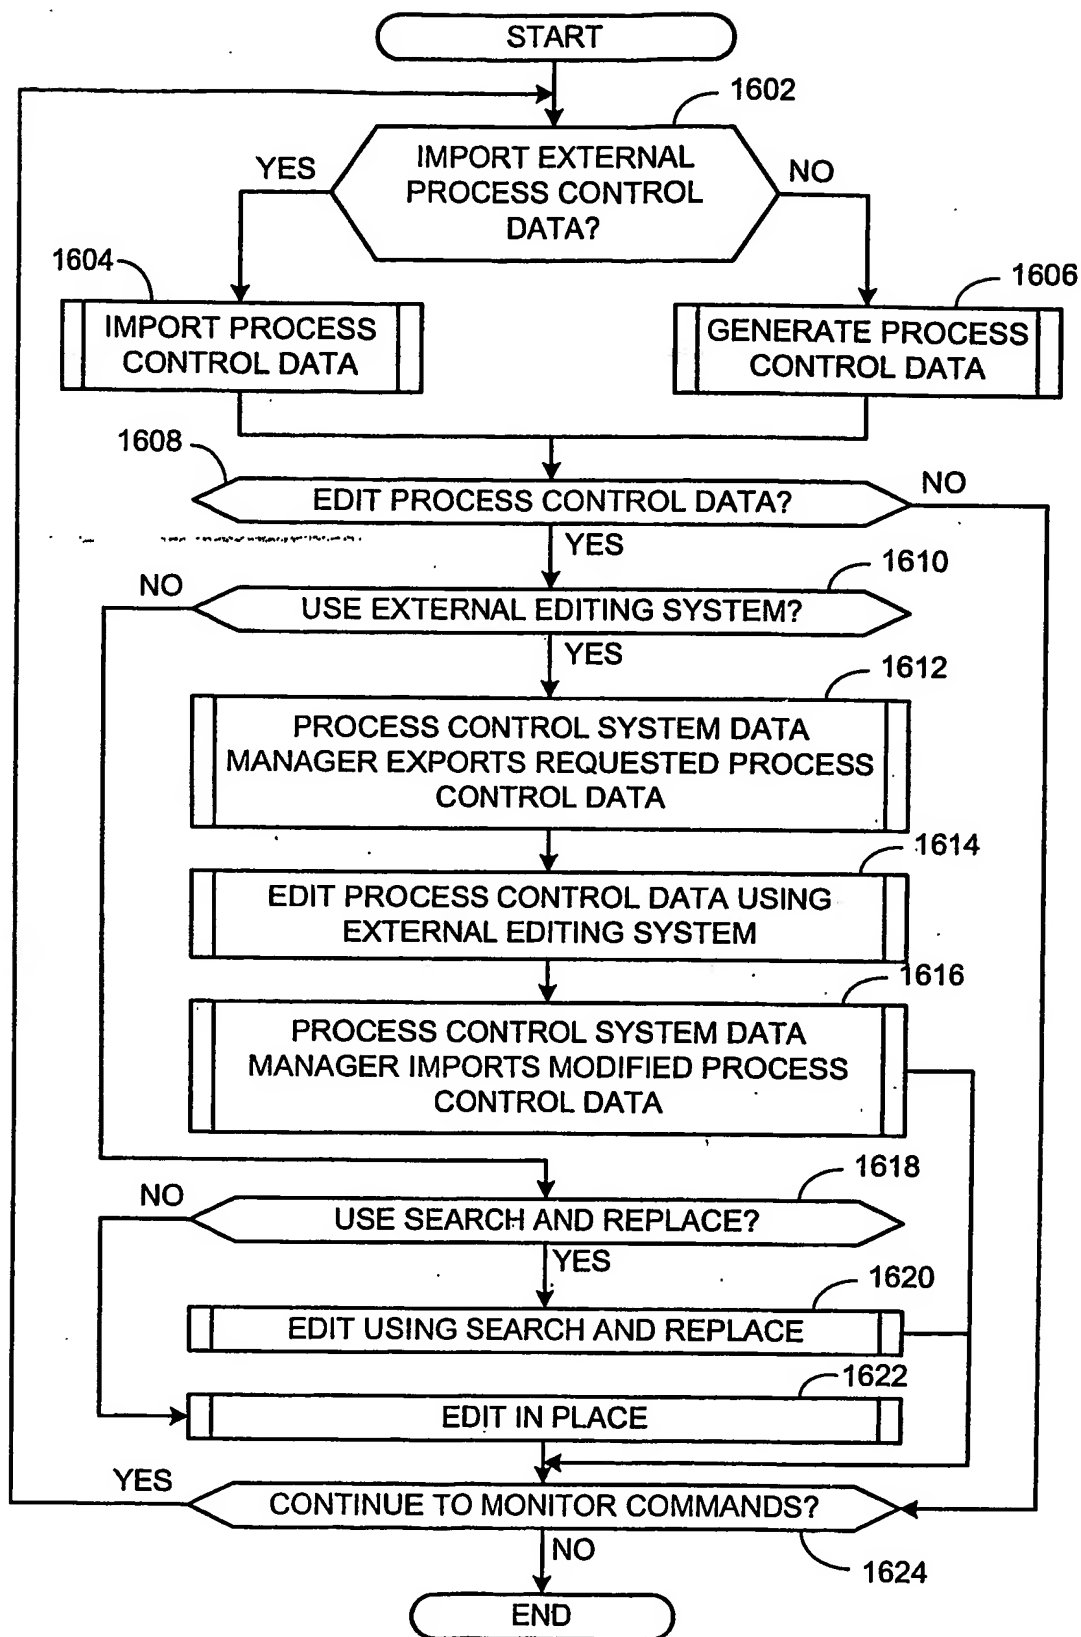 START
1602
IMPORT EXTERNAL
PROCESS CONTROL
DATA?
YES
NO
1604
1606
IMPORT PROCESS
CONTROL DATA
GENERATE PROCESS
CONTROL DATA
1608
EDIT PROCESS CONTROL DATA?
NO
YES
1610
NO
USE EXTERNAL EDITING SYSTEM?
YES
1612
PROCESS CONTROL SYSTEM DATA
MANAGER EXPORTS REQUESTED PROCESS
CONTROL DATA
1614
EDIT PROCESS CONTROL DATA USING
EXTERNAL EDITING SYSTEM
1616
PROCESS CONTROL SYSTEM DATA
MANAGER IMPORTS MODIFIED PROCESS
CONTROL DATA
1618
NO
USE SEARCH AND REPLACE?
YES
1620
EDIT USING SEARCH AND REPLACE
1622
EDIT IN PLACE
YES
CONTINUE TO MONITOR COMMANDS?
NO
1624
END